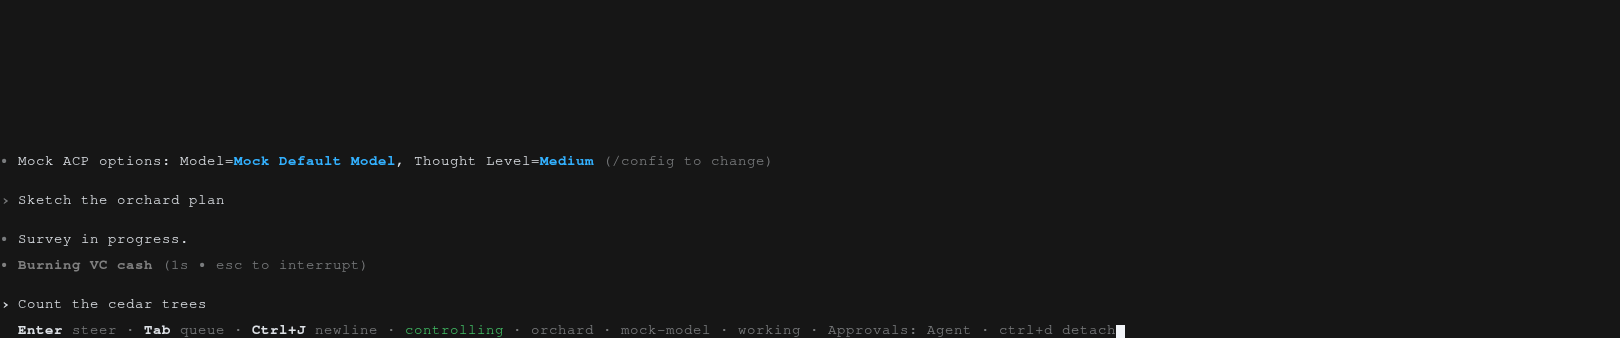 • Mock ACP options: Model=Mock Default Model, Thought Level=Medium (/config to change)
› Sketch the orchard plan
• Survey in progress.
• Burning VC cash (1s • esc to interrupt)
› Count the cedar trees
Enter steer · Tab queue · Ctrl+J newline · controlling · orchard · mock-model · working · Approvals: Agent · ctrl+d detach